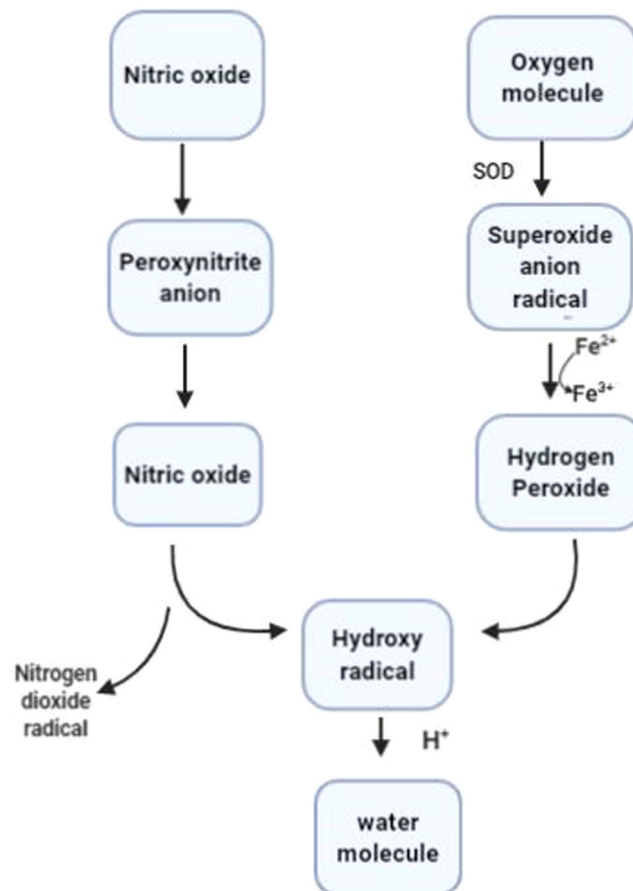 Nitric oxide
Oxygen
molecule
SOD
Peroxynitrite
anion
Superoxide
anion
radical
Fe²⁺
Fe³⁺
Nitric oxide
Hydrogen
Peroxide
Hydroxy
radical
Nitrogen
dioxide
radical
H⁺
water
molecule